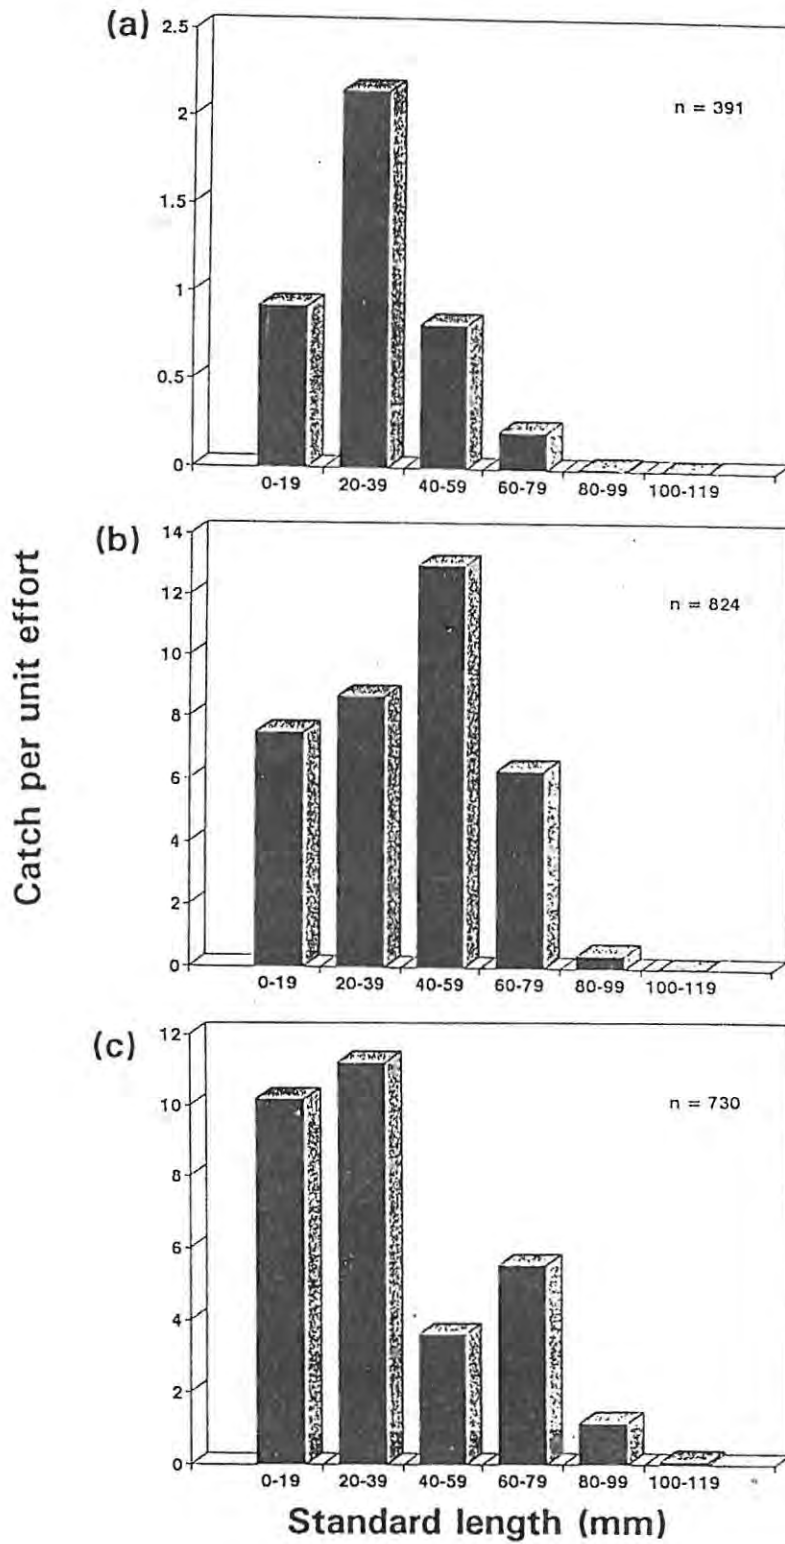 (a)
2.5
2
1.5
1
0.5
0
n = 391
0-19 20-39 40-59 60-79 80-99 100-119
(b)
14
12
10
8
6
4
2
0
n = 824
0-19 20-39 40-59 60-79 80-99 100-119
(c)
12
10
8
6
4
2
0
n = 730
0-19 20-39 40-59 60-79 80-99 100-119
Catch per unit effort
Standard length (mm)